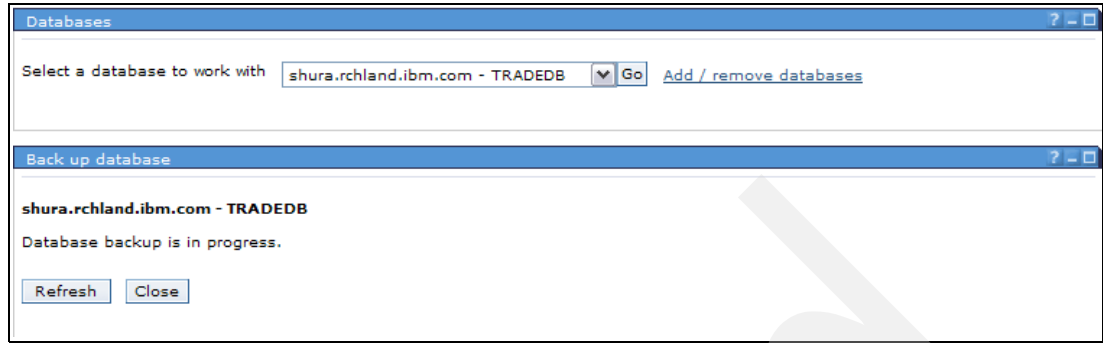 Databases
Select a database to work with shura.rchland.ibm.com - TRADEDB Go Add / remove databases
Back up database
shura.rchland.ibm.com - TRADEDB
Database backup is in progress.
Refresh Close